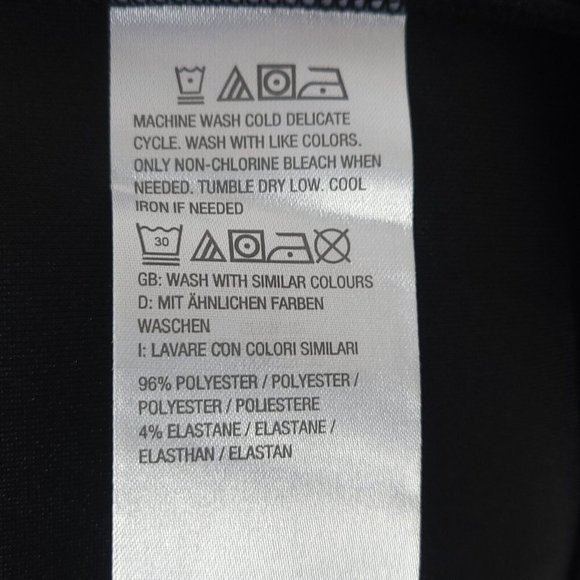 MACHINE WASH COLD DELICATE
CYCLE. WASH WITH LIKE COLORS.
ONLY NON-CHLORINE BLEACH WHEN
NEEDED. TUMBLE DRY LOW. COOL
IRON IF NEEDED
30
GB: WASH WITH SIMILAR COLOURS
D: MIT ÄHNLICHEN FARBEN
WASCHEN
I: LAVARE CON COLORI SIMILARI
96% POLYESTER / POLYESTER /
POLYESTER / POLIESTERE
4% ELASTANE / ELASTANE /
ELASTHAN / ELASTAN